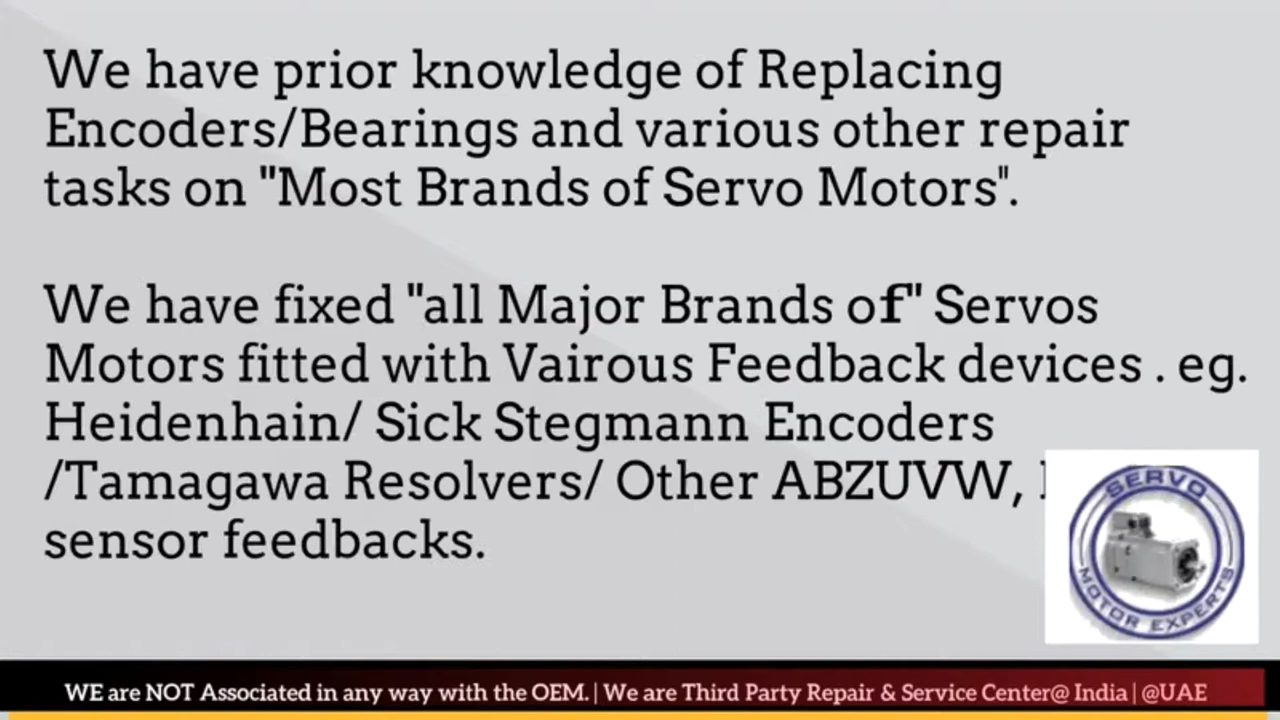 We have prior knowledge of Replacing
Encoders/Bearings and various other repair
tasks on "Most Brands of Servo Motors".
We have fixed "all Major Brands of" Servos
Motors fitted with Vairous Feedback devices . eg.
Heidenhain/ Sick Stegmann Encoders
/Tamagawa Resolvers/ Other ABZUVW,
sensor feedbacks.
SERVO
MOTOR EXPERTS
WE are NOT Associated in any way with the OEM. | We are Third Party Repair & Service Center@ India | @UAE